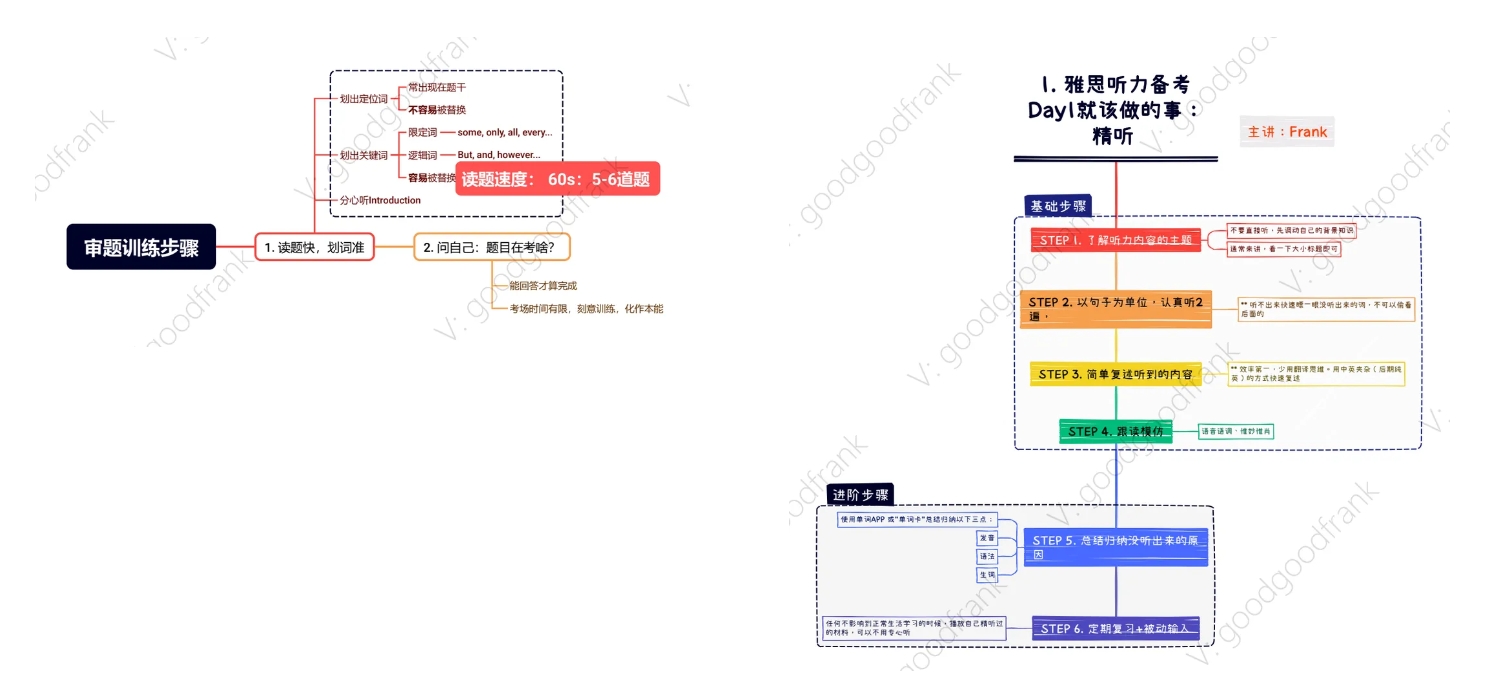 常出现在题干
划出定位词
不容易被替换
限定词
some, only, all, every...
划出关键词
逻辑词
But, and, however...
容易被替换
读题速度： 60s：5-6道题
分心听Introduction
审题训练步骤
1. 读题快，划词准
2. 问自己：题目在考啥？
能回答才算完成
考场时间有限，刻意训练，化作本能
1. 雅思听力备考
Day1就该做的事：
精听
主讲：Frank
基础步骤
STEP 1. 了解听力内容的主题
不要直接听，先调动自己的背景知识
通常来讲，看一下大小标题即可
STEP 2. 以句子为单位，认真听2
遍，
** 听不出来快速瞟一眼没听出来的词，不可以偷看
后面的
STEP 3. 简单复述听到的内容
** 效率第一，少用翻译思维。用中英夹杂（后期纯
英）的方式快速复述
STEP 4. 跟读模仿
语音语调，惟妙惟肖
进阶步骤
使用单词APP 或“单词卡”总结归纳以下三点：
发音
语法
生词
STEP 5. 总结归纳没听出来的原
因
任何不影响到正常生活学习的时候，播放自己精听过
的材料，可以不用专心听
STEP 6. 定期复习+被动输入
V: goodgoodfrank